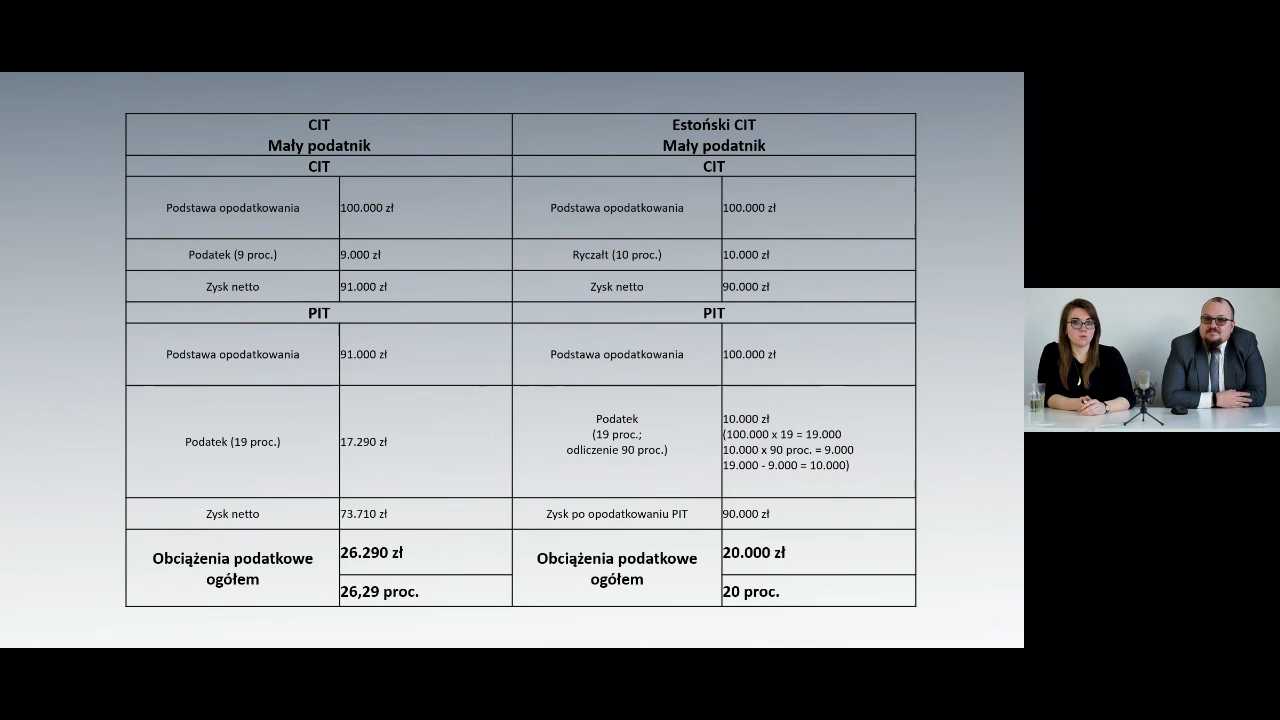 CIT
Mały podatnik
Estoński CIT
Mały podatnik
CIT
CIT
Podstawa opodatkowania
100.000 zł
Podstawa opodatkowania
100.000 zł
Podatek (9 proc.)
9.000 zł
Ryczałt (10 proc.)
10.000 zł
Zysk netto
91.000 zł
Zysk netto
90.000 zł
PIT
PIT
Podstawa opodatkowania
91.000 zł
Podstawa opodatkowania
100.000 zł
Podatek (19 proc.)
17.290 zł
Podatek
(19 proc.;
odliczenie 90 proc.)
10.000 zł
(100.000 x 19 = 19.000
10.000 x 90 proc. = 9.000
19.000 - 9.000 = 10.000)
Zysk netto
73.710 zł
Zysk po opodatkowaniu PIT
90.000 zł
Obciążenia podatkowe
ogółem
26.290 zł
26,29 proc.
Obciążenia podatkowe
ogółem
20.000 zł
20 proc.